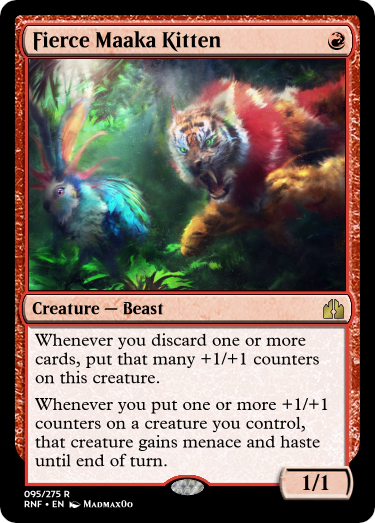 Fierce Maaka Kitten
Creature — Beast
Whenever you discard one or more
cards, put that many +1/+1 counters
on this creature.
Whenever you put one or more +1/+1
counters on a creature you control,
that creature gains menace and haste
until end of turn.
1/1
095/275 R
RNF • EN Madmax0o